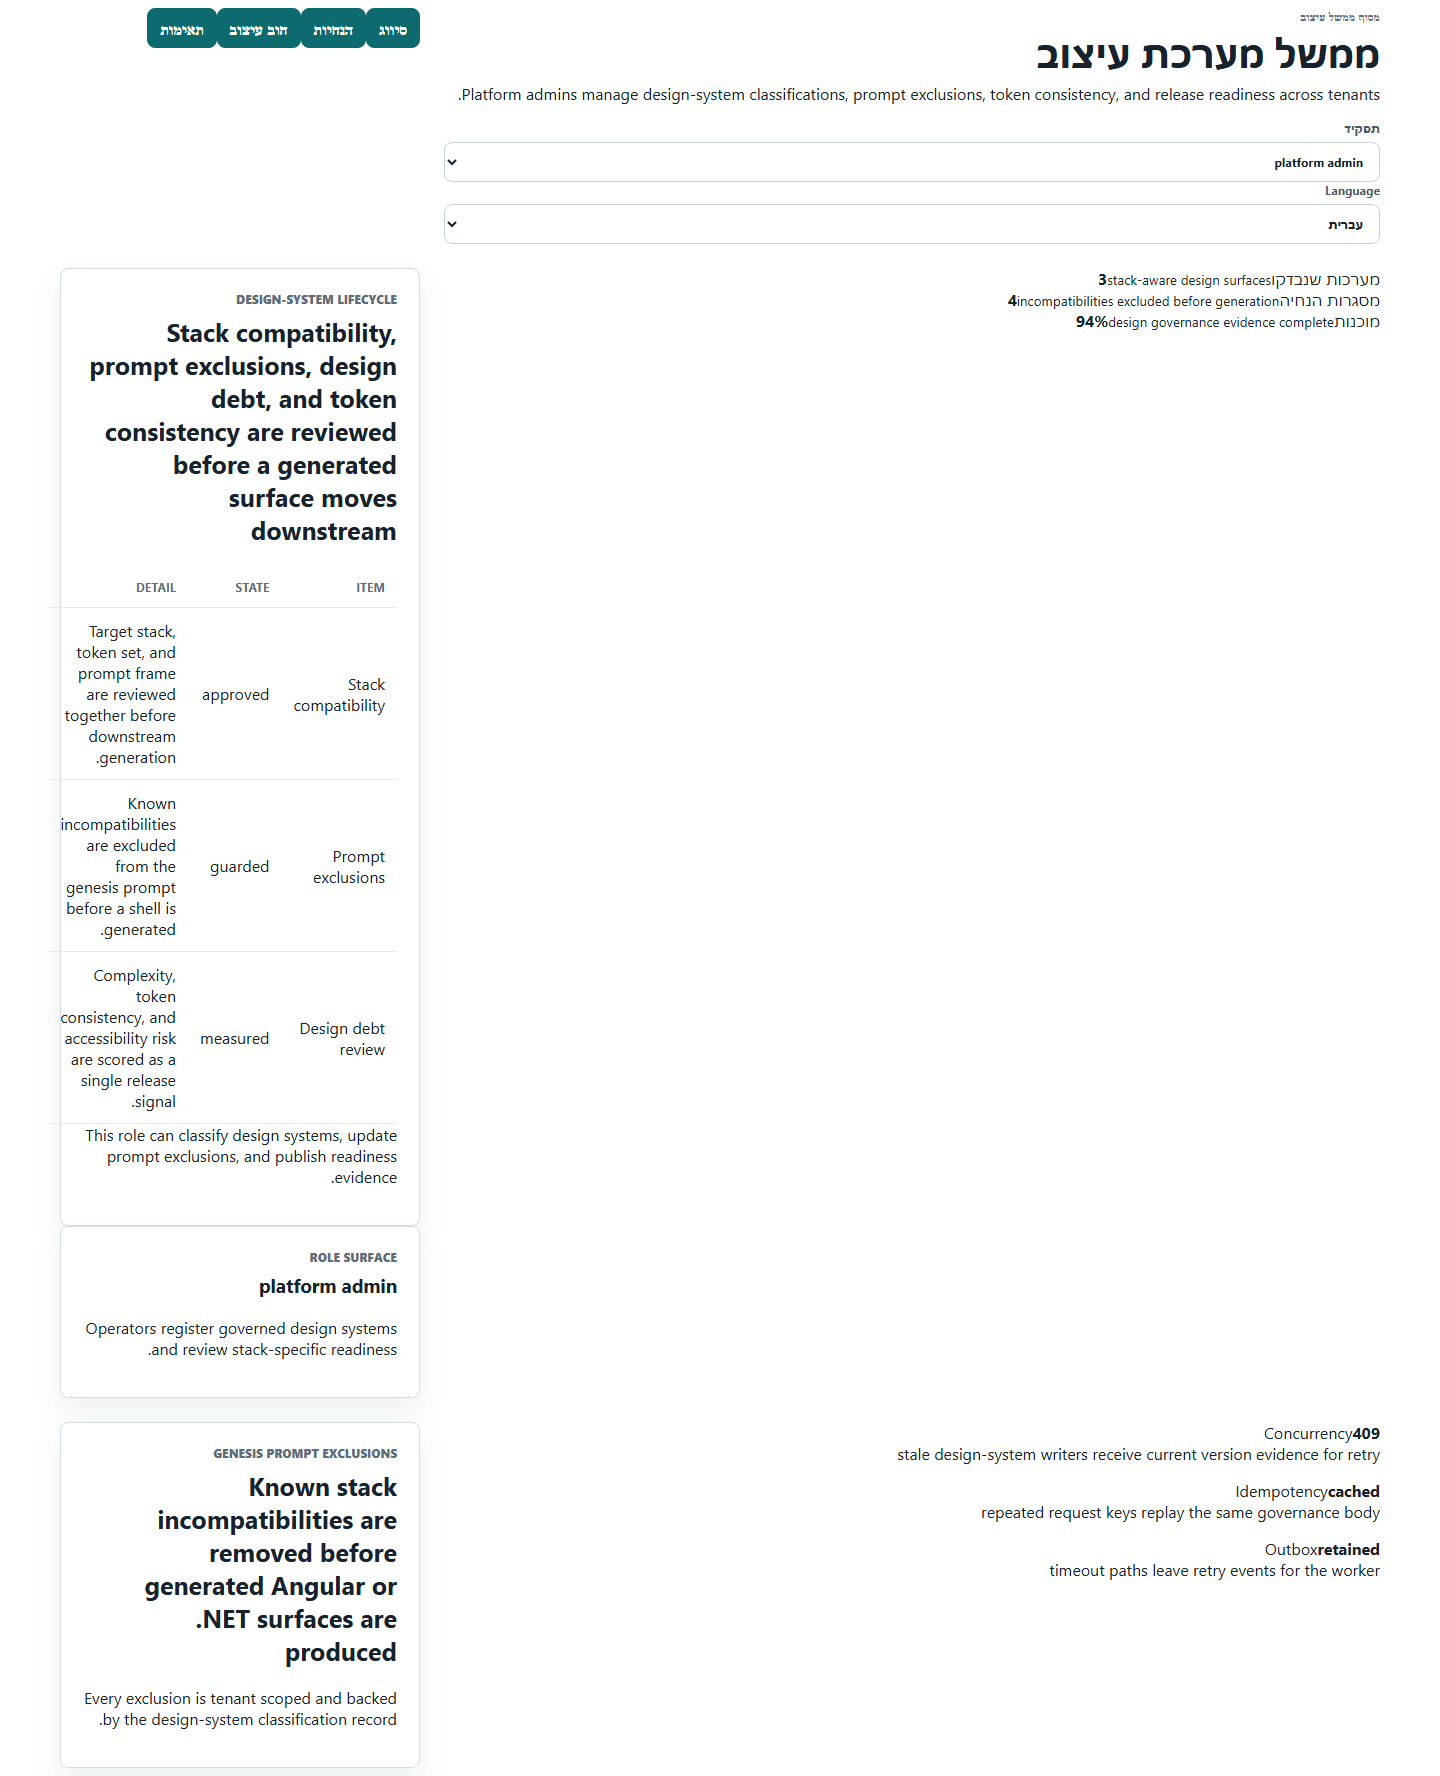 מסוף ממשל עיצוב
ממשל מערכת עיצוב
Platform admins manage design-system classifications, prompt exclusions, token consistency, and release readiness across tenants.
תפקיד
platform admin
Language
עברית
סיווג
הנחיות
חוב עיצוב
תאימות
מערכות שנבדקו stack-aware design surfaces 3
מסגרות הנחיה incompatibilities excluded before generation 4
מוכנות design governance evidence complete 94%
DESIGN-SYSTEM LIFECYCLE
Stack compatibility,
prompt exclusions, design
debt, and token
consistency are reviewed
before a generated
surface moves
downstream
ITEM STATE DETAIL
Stack
compatibility
approved
Target stack,
token set, and
prompt frame
are reviewed
together before
downstream
generation.
Prompt
exclusions
guarded
Known
incompatibilities
are excluded
from the
genesis prompt
before a shell is
generated.
Design debt
review
measured
Complexity,
token
consistency, and
accessibility risk
are scored as a
single release
signal.
This role can classify design systems, update
prompt exclusions, and publish readiness
evidence.
ROLE SURFACE
platform admin
Operators register governed design systems
and review stack-specific readiness.
Concurrency409
stale design-system writers receive current version evidence for retry
Idempotencycached
repeated request keys replay the same governance body
Outboxretained
timeout paths leave retry events for the worker
GENESIS PROMPT EXCLUSIONS
Known stack
incompatibilities are
removed before
generated Angular or
.NET surfaces are
produced
Every exclusion is tenant scoped and backed
by the design-system classification record.